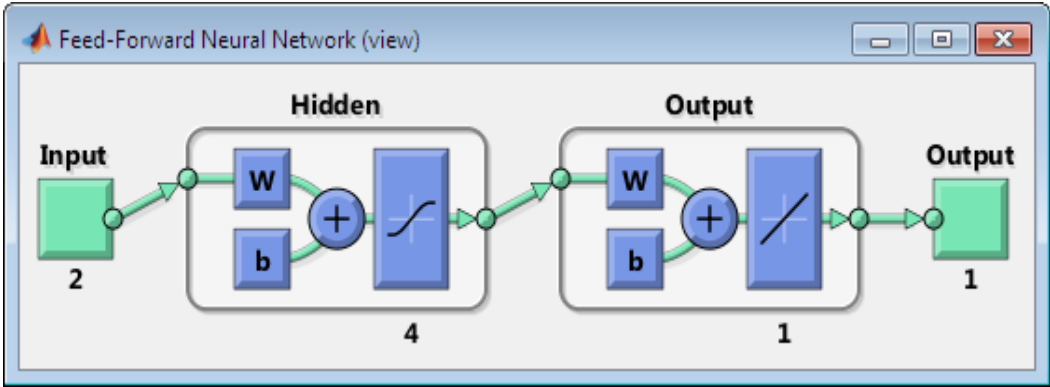 Feed-Forward Neural Network (view)
Hidden
Output
Input
Output
W
W
+
+
b
b
2
1
4
1